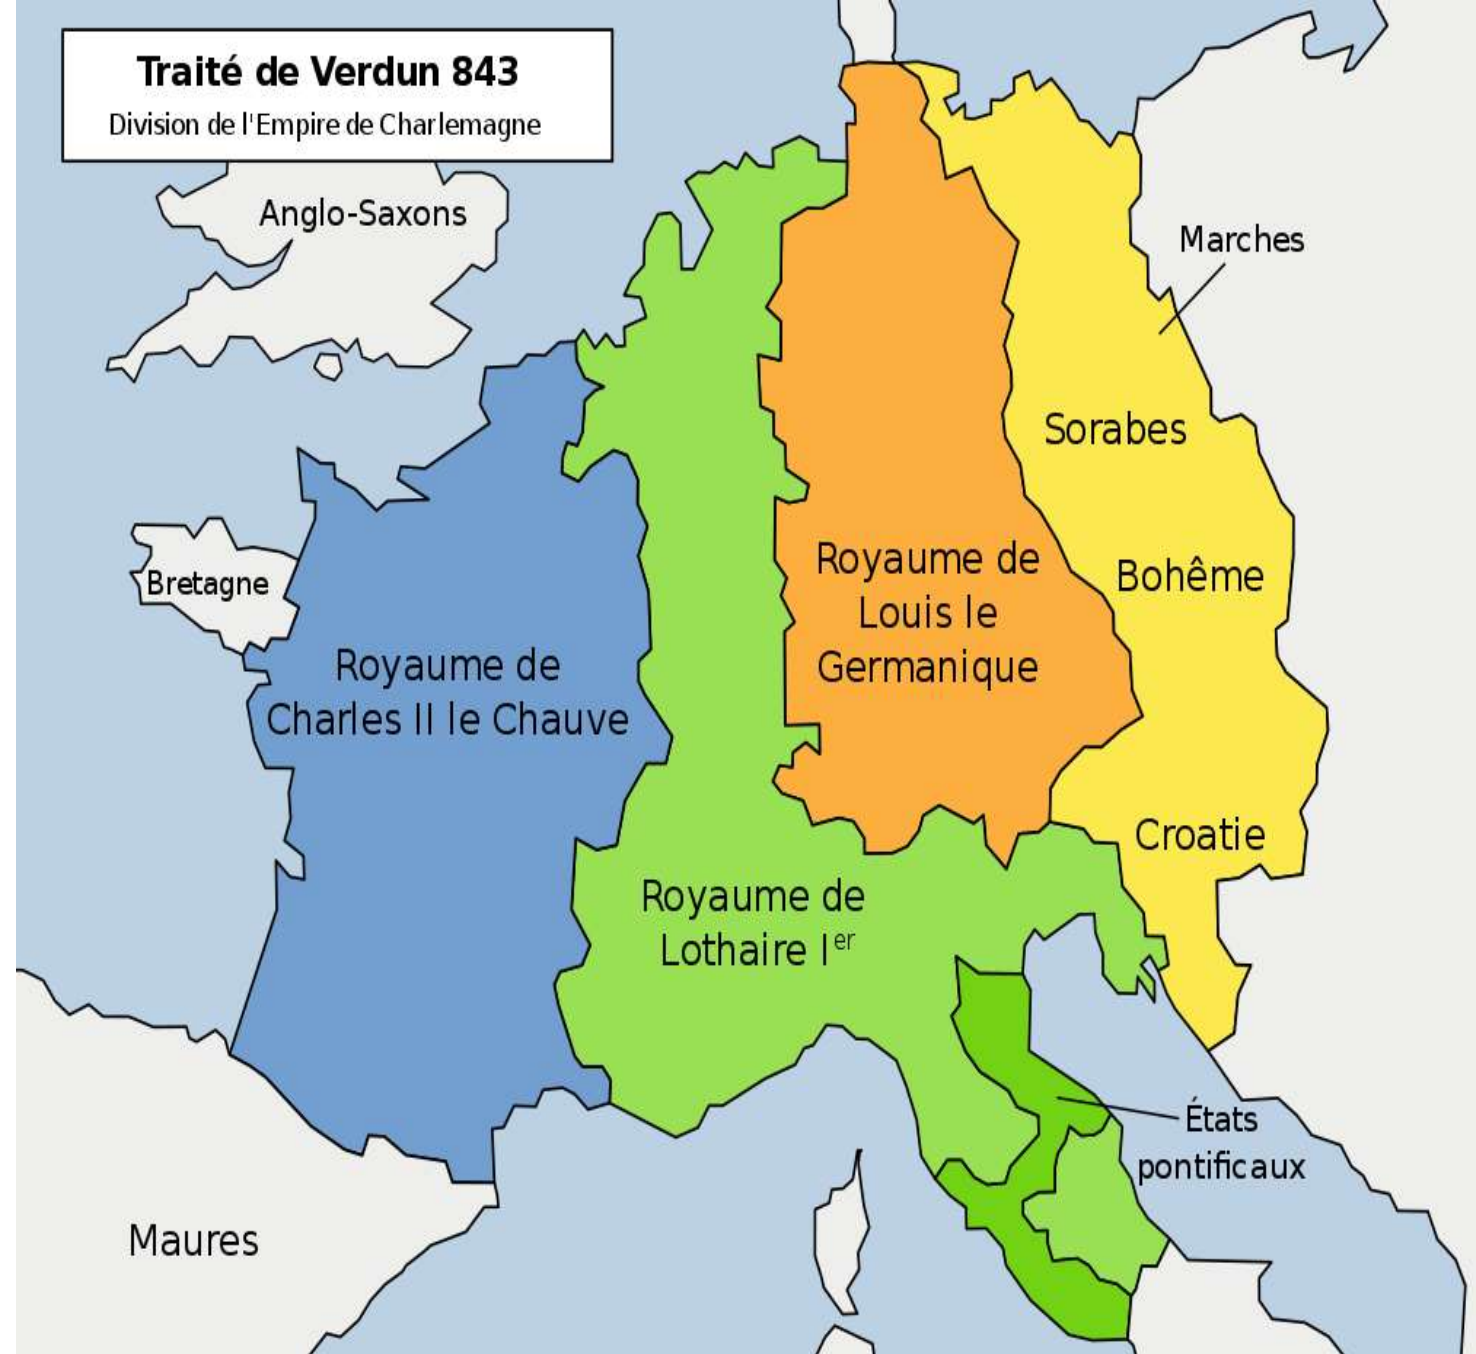 Traité de Verdun 843
Division de l'Empire de Charlemagne
Anglo-Saxons
Marches
Sorabes
Bretagne
Royaume de
Louis le
Germanique
Bohême
Royaume de
Charles II le Chauve
Croatie
Royaume de
Lothaire Ier
États
pontificaux
Maures